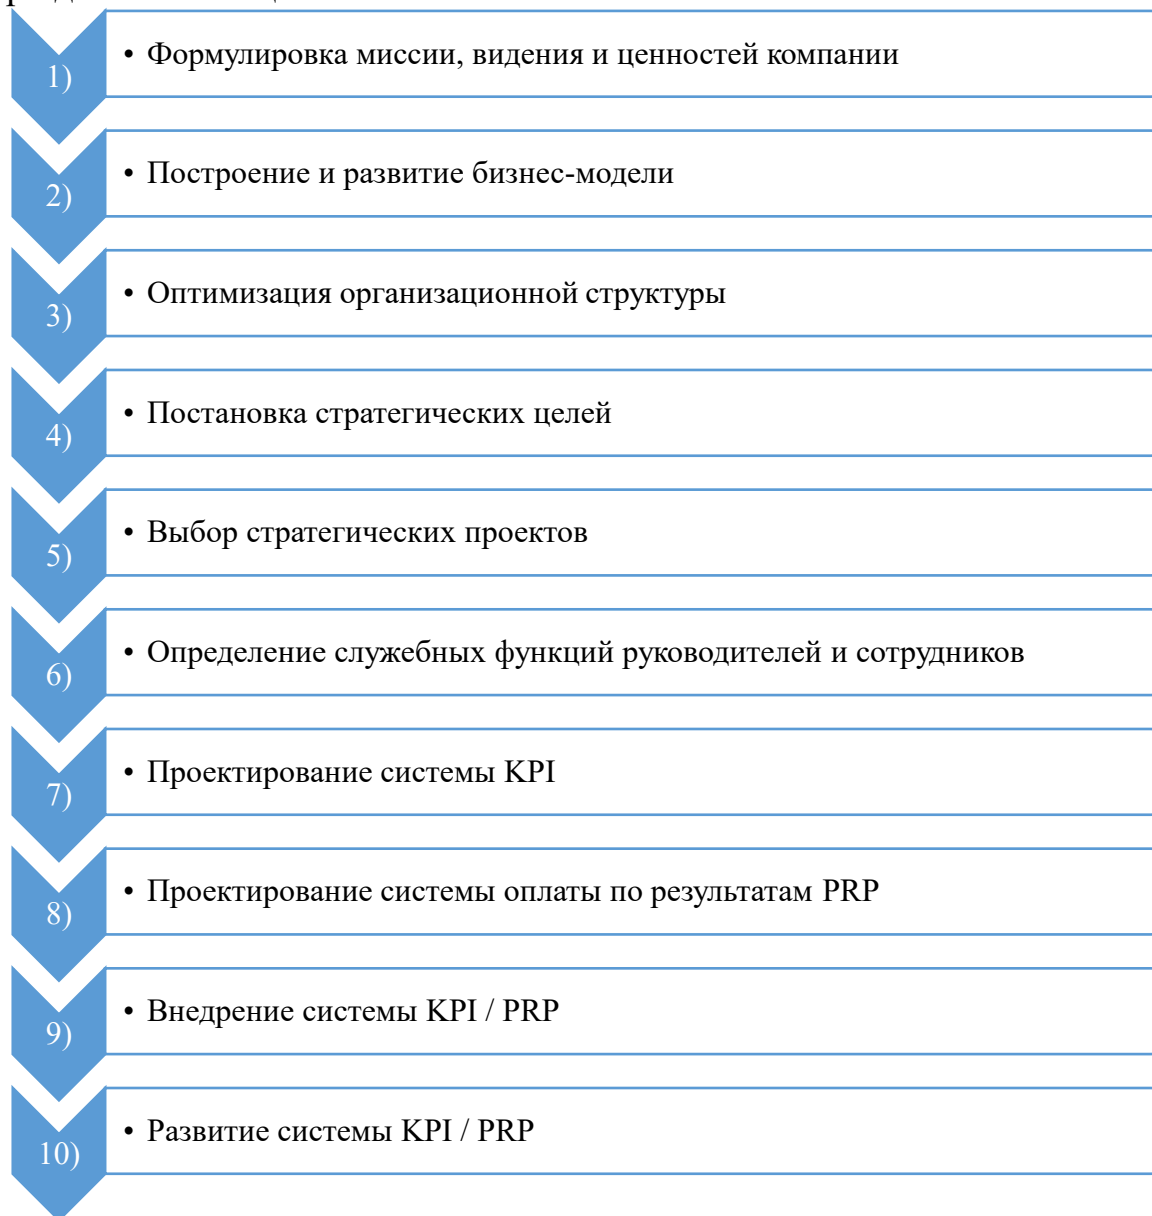 1)
• Формулировка миссии, видения и ценностей компании
2)
• Построение и развитие бизнес-модели
3)
• Оптимизация организационной структуры
4)
• Постановка стратегических целей
5)
• Выбор стратегических проектов
6)
• Определение служебных функций руководителей и сотрудников
7)
• Проектирование системы KPI
8)
• Проектирование системы оплаты по результатам PRP
9)
• Внедрение системы KPI / PRP
10)
• Развитие системы KPI / PRP